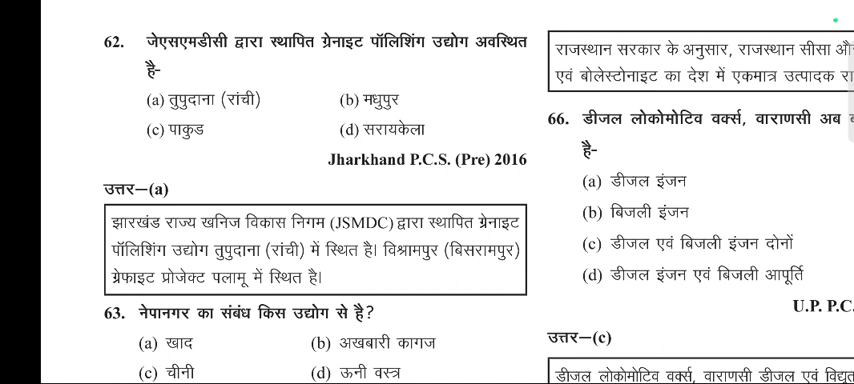 62. जेएसएमडीसी द्वारा स्थापित ग्रेनाइट पॉलिशिंग उद्योग अवस्थित
है-
(a) तुपुदाना (रांची) (b) मधुपुर
(c) पाकुड (d) सरायकेला
Jharkhand P.C.S. (Pre) 2016
उत्तर—(a)
झारखंड राज्य खनिज विकास निगम (JSMDC) द्वारा स्थापित ग्रेनाइट
पॉलिशिंग उद्योग तुपुदाना (रांची) में स्थित है। विश्रामपुर (बिसरामपुर)
ग्रेफाइट प्रोजेक्ट पलामू में स्थित है।
63. नेपानगर का संबंध किस उद्योग से है?
(a) खाद (b) अखबारी कागज
(c) चीनी (d) ऊनी वस्त्र
राजस्थान सरकार के अनुसार, राजस्थान सीसा
एवं बोलेस्टोनाइट का देश में एकमात्र उत्पादक
66. डीजल लोकोमोटिव वर्क्स, वाराणसी अब
है-
(a) डीजल इंजन
(b) बिजली इंजन
(c) डीजल एवं बिजली इंजन दोनों
(d) डीजल इंजन एवं बिजली आपूर्ति
U.P. P.C.
उत्तर—(c)
डीजल लोकोमोटिव वर्क्स, वाराणसी डीजल एवं